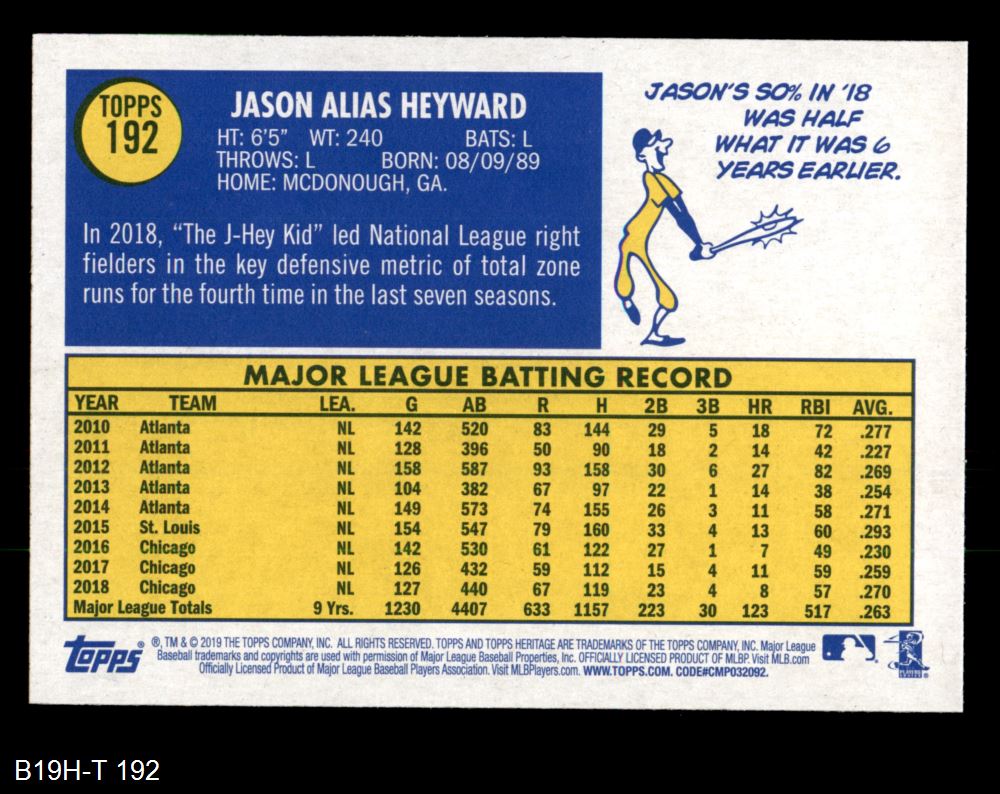 TOPPS
192
JASON ALIAS HEYWARD
HT: 6'5" WT: 240 BATS: L
THROWS: L BORN: 08/09/89
HOME: MCDONOUGH, GA.
In 2018, "The J-Hey Kid" led National League right
fielders in the key defensive metric of total zone
runs for the fourth time in the last seven seasons.
JASON'S SO% IN '18
WAS HALF
WHAT IT WAS 6
YEARS EARLIER.
MAJOR LEAGUE BATTING RECORD
YEAR TEAM LEA. G AB R H 2B 3B HR RBI AVG.
2010 Atlanta NL 142 520 83 144 29 5 18 72 .277
2011 Atlanta NL 128 396 50 90 18 2 14 42 .227
2012 Atlanta NL 158 587 93 158 30 6 27 82 .269
2013 Atlanta NL 104 382 67 97 22 1 14 38 .254
2014 Atlanta NL 149 573 74 155 26 3 11 58 .271
2015 St. Louis NL 154 547 79 160 33 4 13 60 .293
2016 Chicago NL 142 530 61 122 27 1 7 49 .230
2017 Chicago NL 126 432 59 112 15 4 11 59 .259
2018 Chicago NL 127 440 67 119 23 4 8 57 .270
Major League Totals 9 Yrs. 1230 4407 633 1157 223 30 123 517 .263
Topps® ®, TM & © 2019 THE TOPPS COMPANY, INC. ALL RIGHTS RESERVED. TOPPS AND TOPPS HERITAGE ARE TRADEMARKS OF THE TOPPS COMPANY, INC. Major League
Baseball trademarks and copyrights are used with permission of Major League Baseball Properties, Inc. OFFICIALLY LICENSED PRODUCT OF MLBP. Visit MLB.com
Officially Licensed Product of Major League Baseball Players Association. Visit MLBPlayers.com. WWW.TOPPS.COM. CODE#CMP032092.
B19H-T 192